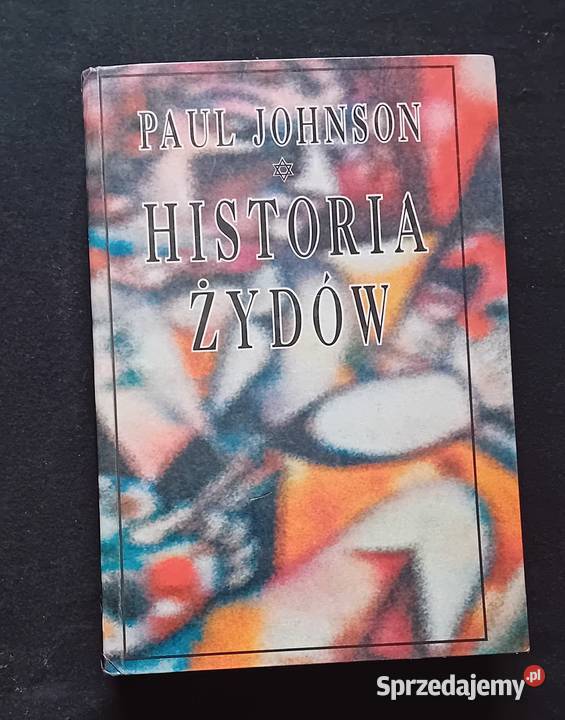 PAUL JOHNSON
HISTORIA
ŻYDÓW
Sprzedajemy.pl